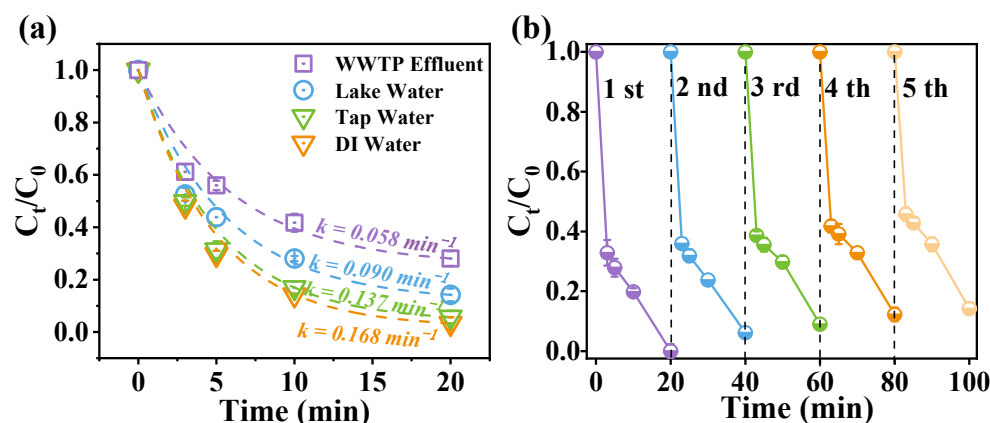 (a)
C_t/C_0
1.0
0.8
0.6
0.4
0.2
0.0
WWTP Effluent
Lake Water
Tap Water
DI Water
k = 0.058 min⁻¹
k = 0.090 min⁻¹
k = 0.137 min⁻¹
k = 0.168 min⁻¹
0 5 10 15 20
Time (min)
(b)
C_t/C_0
1.0
0.8
0.6
0.4
0.2
0.0
1 st 2 nd 3 rd 4 th 5 th
0 20 40 60 80 100
Time (min)